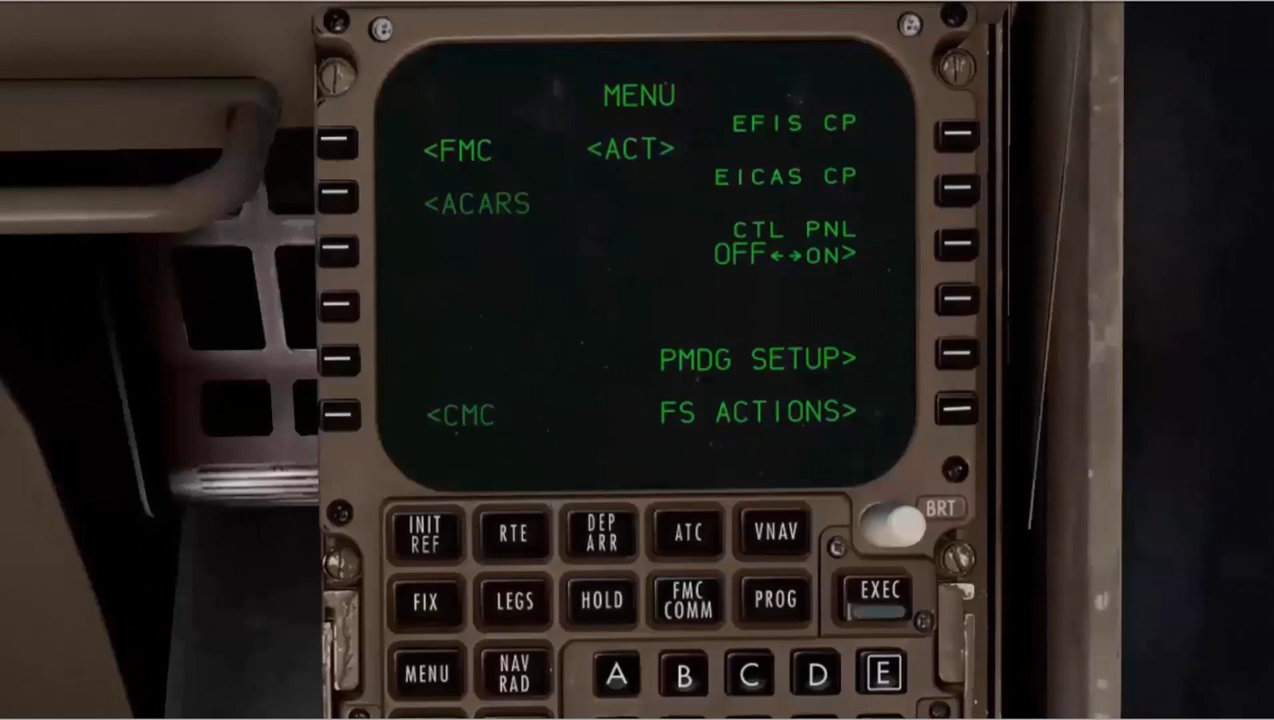 MENU
EFIS CP
<FMC <ACT>
EICAS CP
<ACARS
CTL PNL
OFF←→ON>
PMDG SETUP>
<CMC FS ACTIONS>
BRT
INIT REF RTE DEP ARR ATC VNAV
FIX LEGS HOLD FMC COMM PROG EXEC
MENU NAV RAD A B C D E